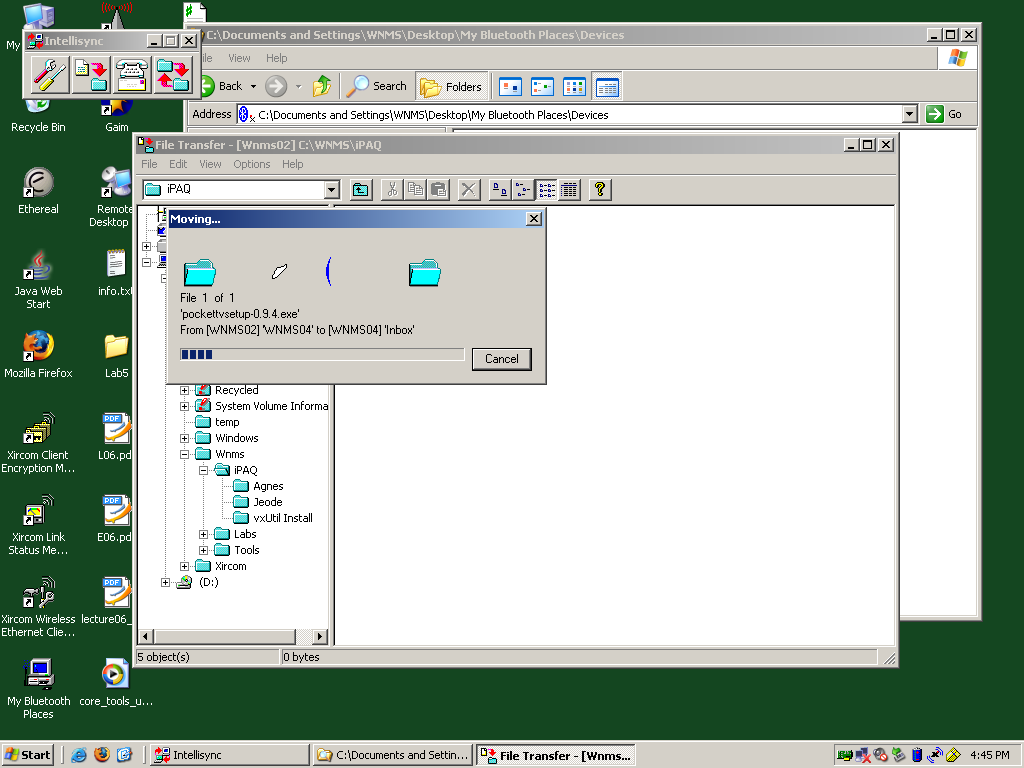 My
Intellisync
Recycle Bin
Gaim
Ethereal
Remote
Desktop
Java Web
Start
info.txt
Mozilla Firefox
Lab5
Xircom Client
Encryption M...
L06.pd
Xircom Link
Status Me...
E06.pd
Xircom Wireless
Ethernet Clie...
lecture06_
My Bluetooth
Places
core_tools_u...
C:\Documents and Settings\WNMS\Desktop\My Bluetooth Places\Devices
View Help
Back Search Folders
Address C:\Documents and Settings\WNMS\Desktop\My Bluetooth Places\Devices Go
File Transfer - [Wnms02] C:\WNMS\iPAQ
File Edit View Options Help
iPAQ
Moving...
File 1 of 1
'pockettvsetup-0.9.4.exe'
From [WNMS02] 'WNMS04' to [WNMS04] 'Inbox'
Cancel
Recycled
System Volume Informa
temp
Windows
Wnms
iPAQ
Agnes
Jeode
vxUtil Install
Labs
Tools
Xircom
(D:)
5 object(s) 0 bytes
Start Intellisync C:\Documents and Settin... File Transfer - [Wnms... 4:45 PM